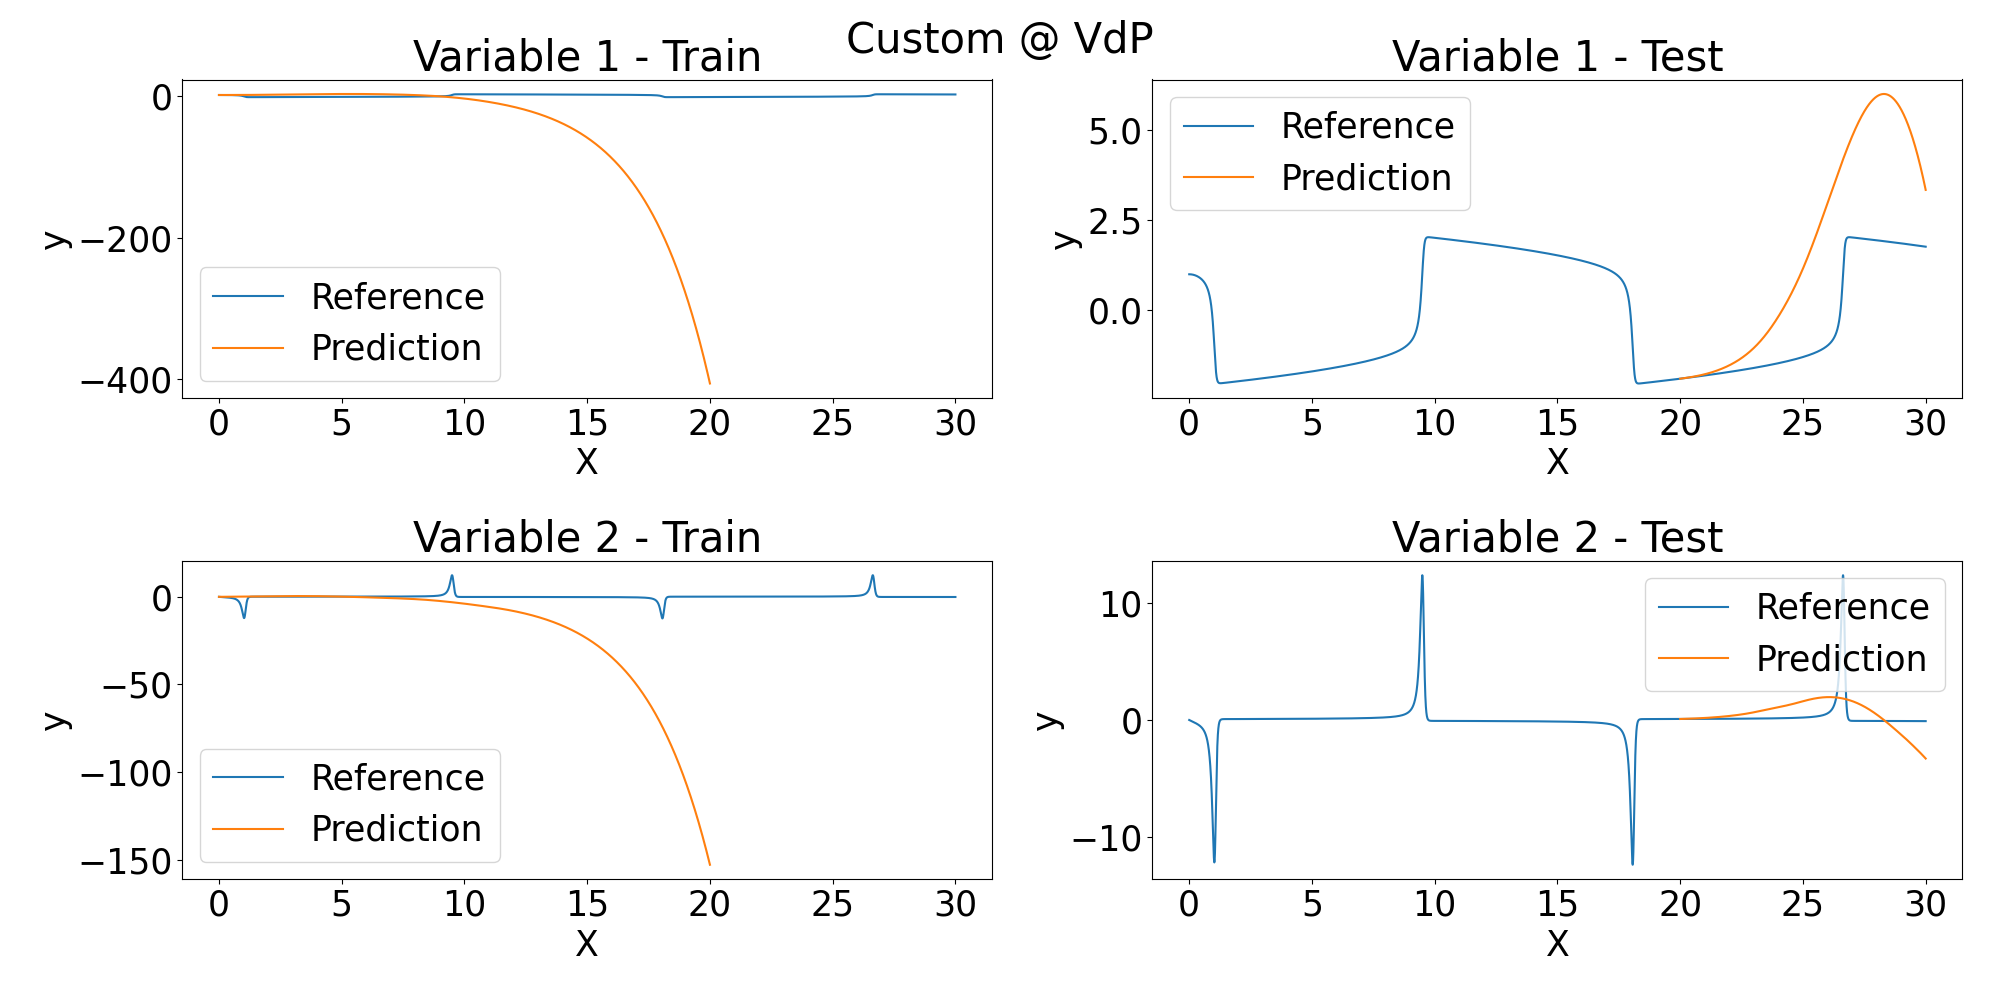 Custom @ VdP
Variable 1 - Train
0
−200
−400
y
Reference
Prediction
0 5 10 15 20 25 30
X
Variable 1 - Test
5.0
2.5
0.0
y
Reference
Prediction
0 5 10 15 20 25 30
X
Variable 2 - Train
0
−50
−100
−150
y
Reference
Prediction
0 5 10 15 20 25 30
X
Variable 2 - Test
10
0
−10
y
Reference
Prediction
0 5 10 15 20 25 30
X